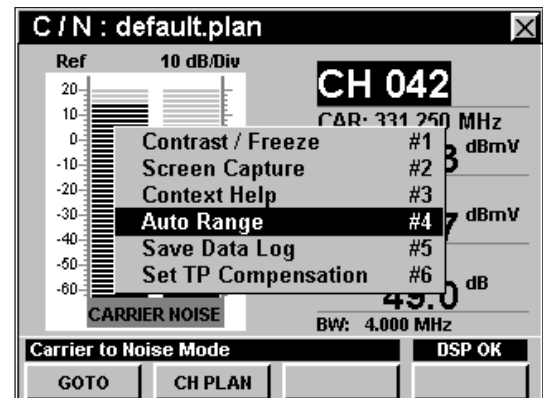 C / N : default.plan
Ref 10 dB/Div
CH 042
CAR: 331.250 MHz
20
10
0
-10
-20
-30
-40
-50
-60
Contrast / Freeze #1
Screen Capture #2
Context Help #3
Auto Range #4
Save Data Log #5
Set TP Compensation #6
dBmV
dBmV
49.0 dB
CARRIER NOISE
BW: 4.000 MHz
Carrier to Noise Mode DSP OK
GOTO CH PLAN